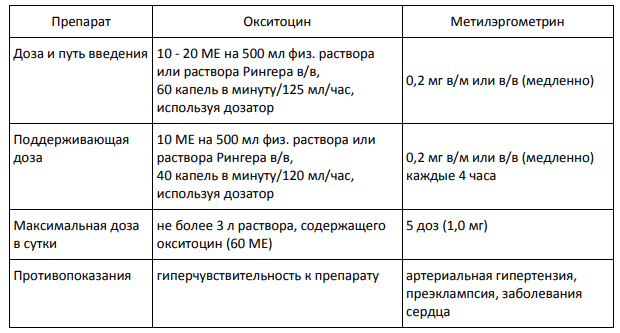 Препарат
Окситоцин
Метилэргометрин
Доза и путь введения
10 - 20 МЕ на 500 мл физ. раствора
или раствора Рингера в/в,
60 капель в минуту/125 мл/час,
используя дозатор
0,2 мг в/м или в/в (медленно)
Поддерживающая
доза
10 МЕ на 500 мл физ. раствора или
раствора Рингера в/в,
40 капель в минуту/120 мл/час,
используя дозатор
0,2 мг в/м или в/в (медленно)
каждые 4 часа
Максимальная доза
в сутки
не более 3 л раствора, содержащего
окситоцин (60 МЕ)
5 доз (1,0 мг)
Противопоказания
гиперчувствительность к препарату
артериальная гипертензия,
преэклампсия, заболевания
сердца